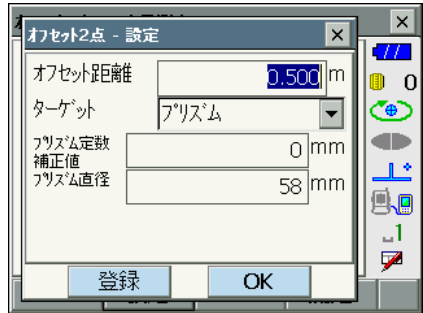 ｵﾌｾｯﾄ2点 - 設定
オフセット距離 0.500 m
ﾀｰｹﾞｯﾄ ﾌﾟﾘｽﾞﾑ
ﾌﾟﾘｽﾞﾑ定数 0 mm
補正値
ﾌﾟﾘｽﾞﾑ直径 58 mm
登録 OK
0
1